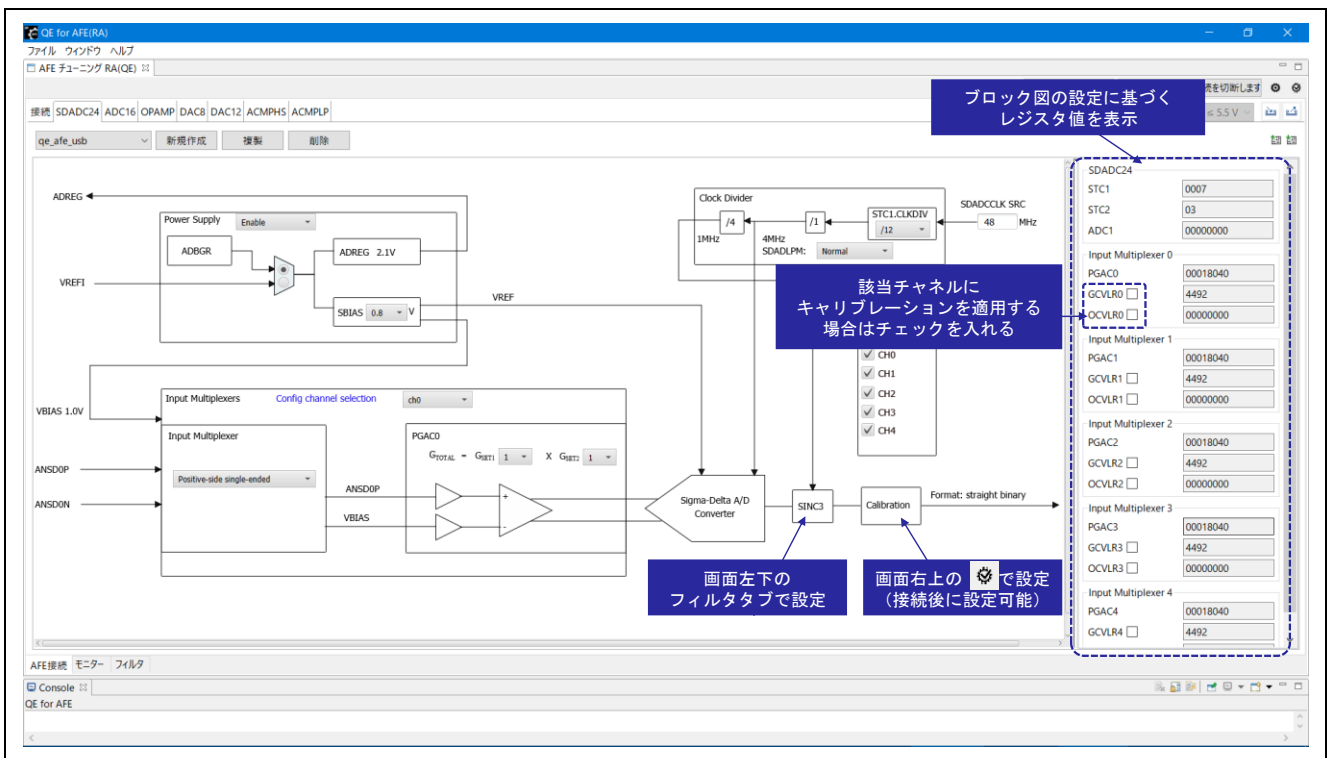 QE for AFE(RA)
ファイル ウィンドウ ヘルプ
AFE チューニング RA(QE)
続を切断します
接続 SDADC24 ADC16 OPAMP DAC8 DAC12 ACMPHS ACMPLP
≤ 5.5 V
qe_afe_usb 新規作成 複製 削除
ブロック図の設定に基づく
レジスタ値を表示
ADREG
Power Supply Enable
ADBGR
ADREG 2.1V
VREFI
SBIAS 0.8 V
VREF
Clock Divider
SDADCCLK SRC
/4
/1
STC1.CLKDIV
/12
48 MHz
1MHz
4MHz
SDADLPM: Normal
該当チャネルに
キャリブレーションを適用する
場合はチェックを入れる
CH0
CH1
CH2
CH3
CH4
VBIAS 1.0V
Input Multiplexers Config channel selection ch0
Input Multiplexer
Positive-side single-ended
ANSD0P
ANSD0N
ANSD0P
VBIAS
PGAC0
GTOTAL = GSET1 1 X GSET2 1
+
-
Sigma-Delta A/D
Converter
SINC3
Calibration
Format: straight binary
画面左下の
フィルタタブで設定
画面右上の で設定
（接続後に設定可能）
SDADC24
STC1 0007
STC2 03
ADC1 00000000
Input Multiplexer 0
PGAC0 00018040
GCVLR0 4492
OCVLR0 00000000
Input Multiplexer 1
PGAC1 00018040
GCVLR1 4492
OCVLR1 00000000
Input Multiplexer 2
PGAC2 00018040
GCVLR2 4492
OCVLR2 00000000
Input Multiplexer 3
PGAC3 00018040
GCVLR3 4492
OCVLR3 00000000
Input Multiplexer 4
PGAC4 00018040
GCVLR4 4492
AFE接続 モニター フィルタ
Console
QE for AFE